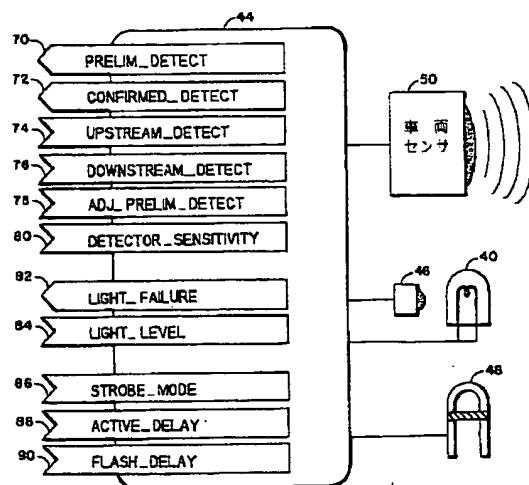 44
70
PRELIM_DETECT
72
CONFIRMED_DETECT
74
UPSTREAM_DETECT
76
DOWNSTREAM_DETECT
78
ADJ_PRELIM_DETECT
80
DETECTOR_SENSITIVITY
82
LIGHT_FAILURE
84
LIGHT_LEVEL
86
STROBE_MODE
88
ACTIVE_DELAY
90
FLASH_DELAY
50
車両
センサ
46
40
48